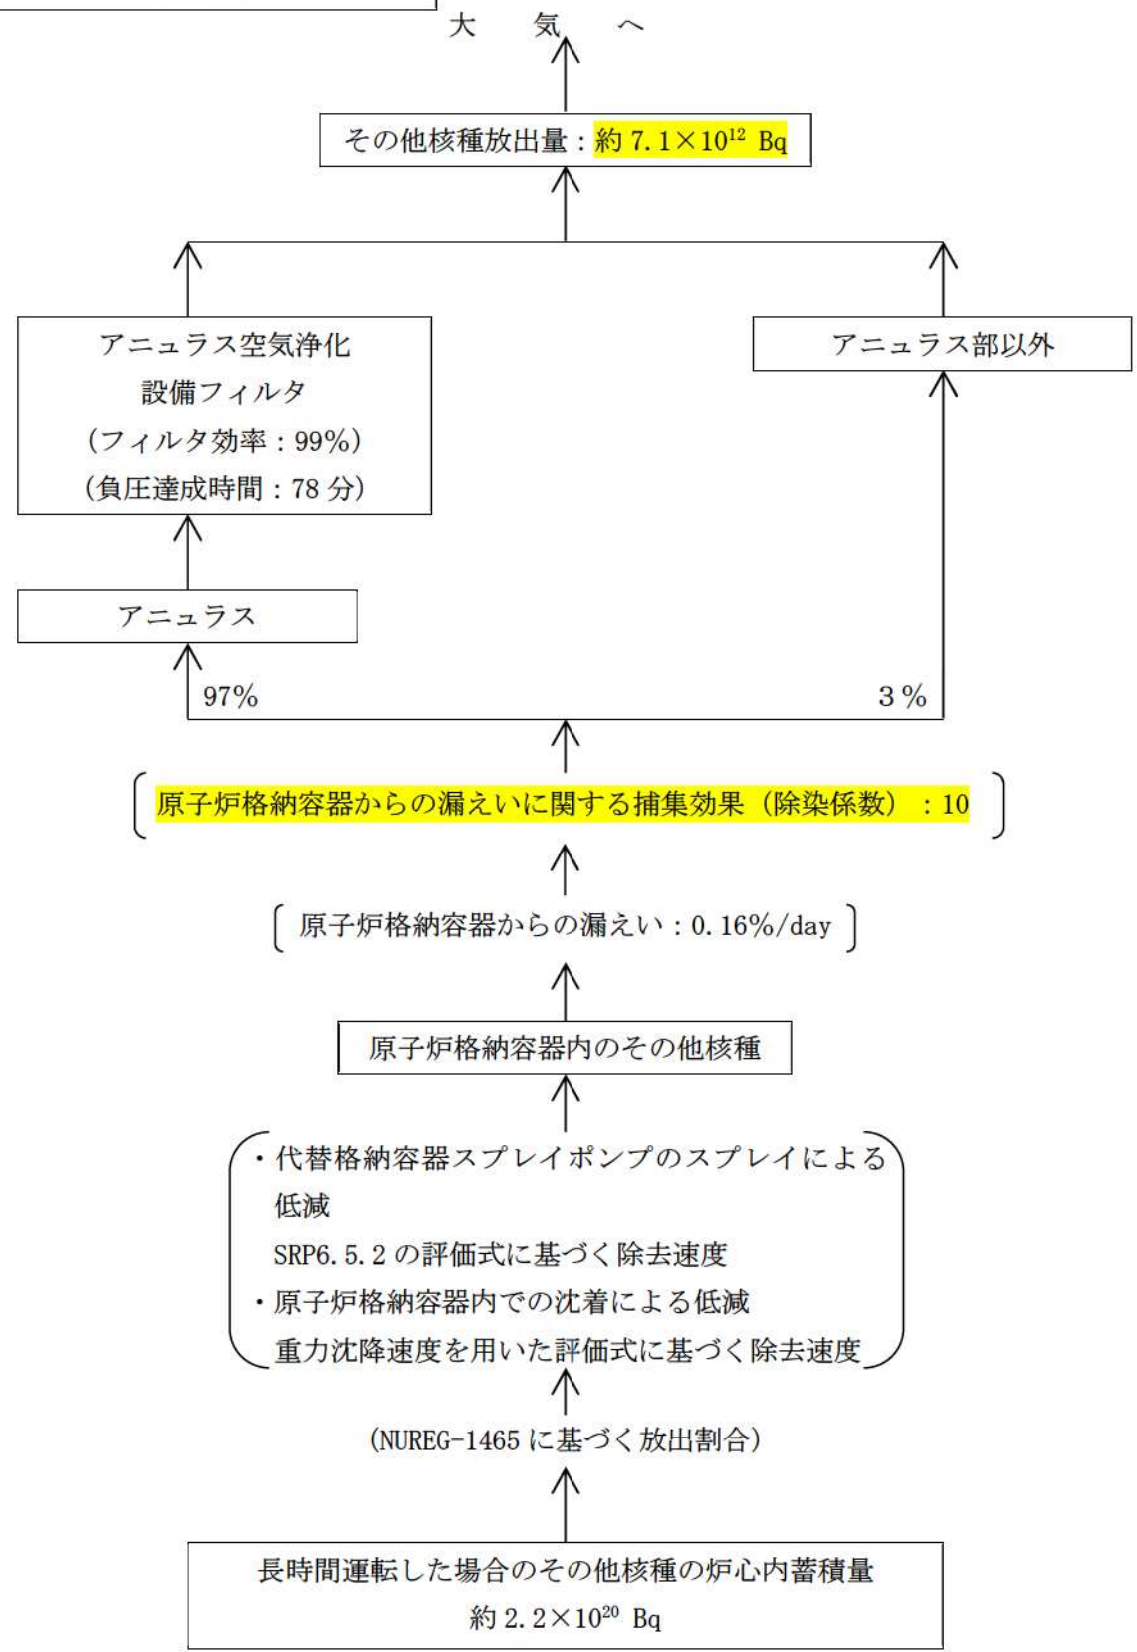 大 気 へ
その他核種放出量：約 7.1×10¹² Bq
アニュラス空気浄化
設備フィルタ
(フィルタ効率：99%)
(負圧達成時間：78 分)
アニュラス部以外
アニュラス
97%
3%
原子炉格納容器からの漏えいに関する捕集効果（除染係数）：10
原子炉格納容器からの漏えい：0.16%/day
原子炉格納容器内のその他核種
・代替格納容器スプレイポンプのスプレイによる
低減
SRP6.5.2 の評価式に基づく除去速度
・原子炉格納容器内での沈着による低減
重力沈降速度を用いた評価式に基づく除去速度
(NUREG-1465 に基づく放出割合)
長時間運転した場合のその他核種の炉心内蓄積量
約 2.2×10²⁰ Bq